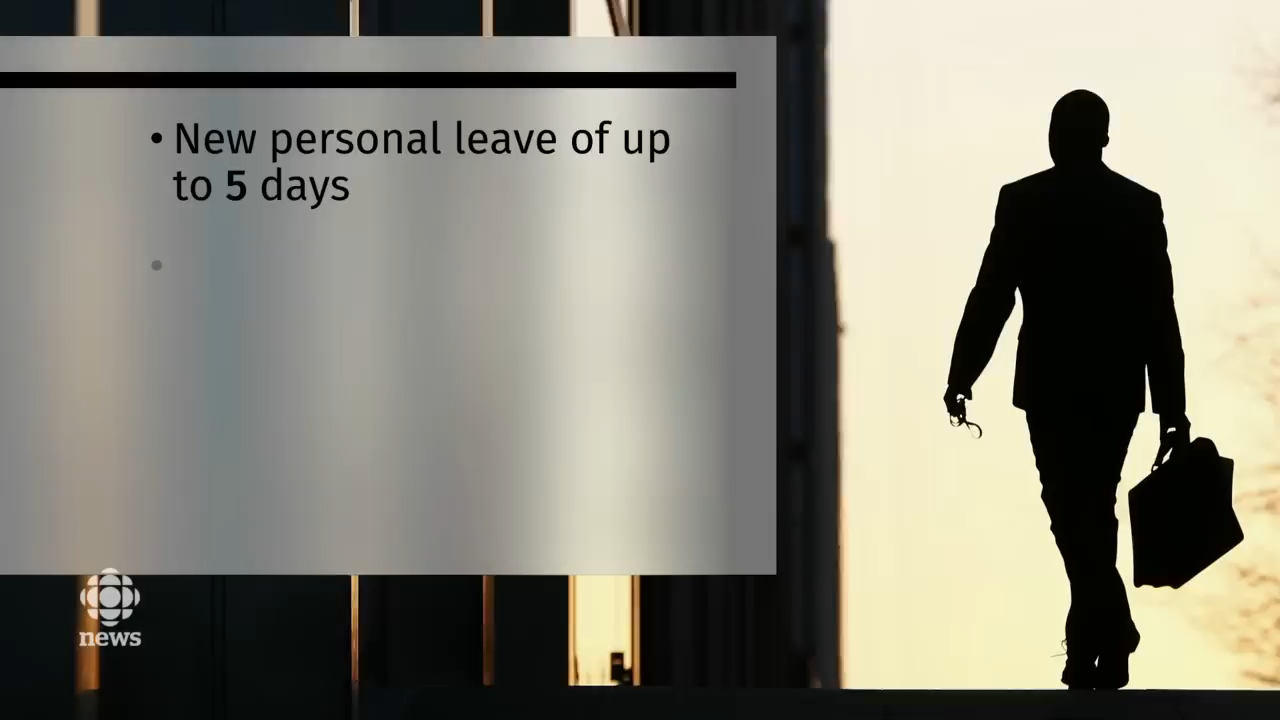 • New personal leave of up
to 5 days
•
news